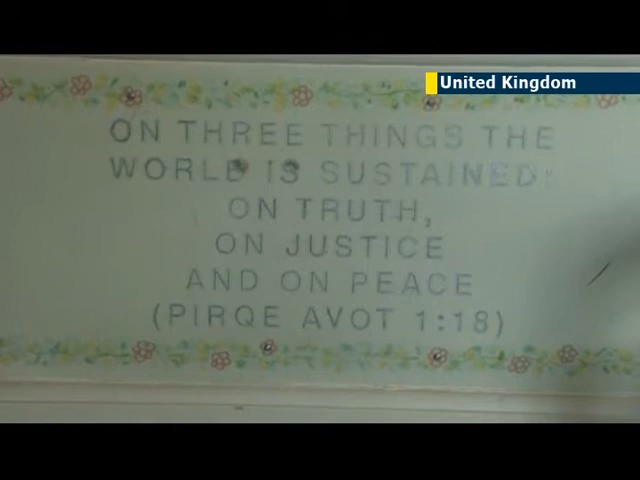 United Kingdom
ON THREE THINGS THE
WORLD IS SUSTAINED:
ON TRUTH,
ON JUSTICE
AND ON PEACE
(PIRQE AVOT 1:18)